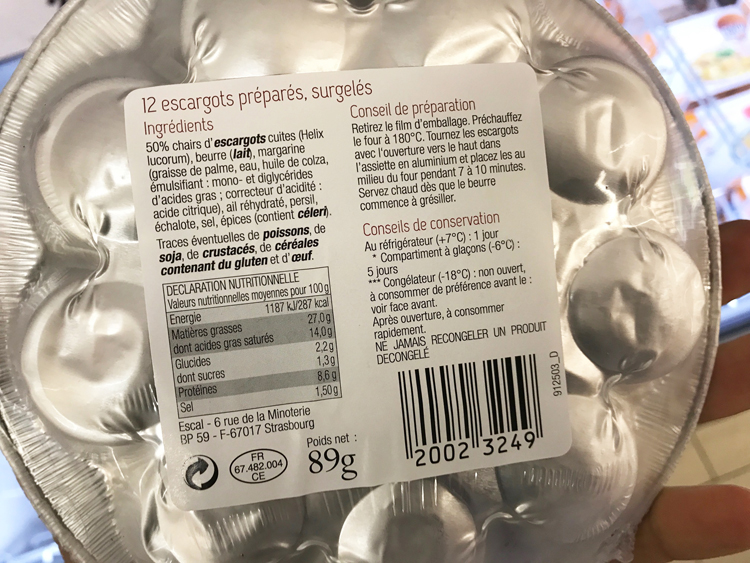 12 escargots préparés, surgelés
Ingrédients
50% chairs d'escargots cuites (Helix
lucorum), beurre (lait), margarine
(graisse de palme, eau, huile de colza,
émulsifiant : mono- et diglycérides
d'acides gras ; correcteur d'acidité :
acide citrique), ail réhydraté, persil,
échalote, sel, épices (contient céleri).
Traces éventuelles de poissons, de
soja, de crustacés, de céréales
contenant du gluten et d'œuf.
DECLARATION NUTRITIONNELLE
Valeurs nutritionnelles moyennes pour 100g
Energie 1187 kJ/287 kcal
Matières grasses 27,0g
dont acides gras saturés 14,0g
Glucides 2,2g
dont sucres 1,3g
Protéines 8,6g
Sel 1,50g
Escal - 6 rue de la Minoterie
BP 59 - F-67017 Strasbourg
FR
67.482.004
CE
Poids net :
89g
Conseil de préparation
Retirez le film d'emballage. Préchauffez
le four à 180°C. Tournez les escargots
avec l'ouverture vers le haut dans
l'assiette en aluminium et placez les au
milieu du four pendant 7 à 10 minutes.
Servez chaud dès que le beurre
commence à grésiller.
Conseils de conservation
Au réfrigérateur (+7°C) : 1 jour
* Compartiment à glaçons (-6°C) :
5 jours
*** Congélateur (-18°C) : non ouvert,
à consommer de préférence avant le :
voir face avant.
Après ouverture, à consommer
rapidement.
NE JAMAIS RECONGELER UN PRODUIT
DECONGELÉ
2002 3249
912503_D